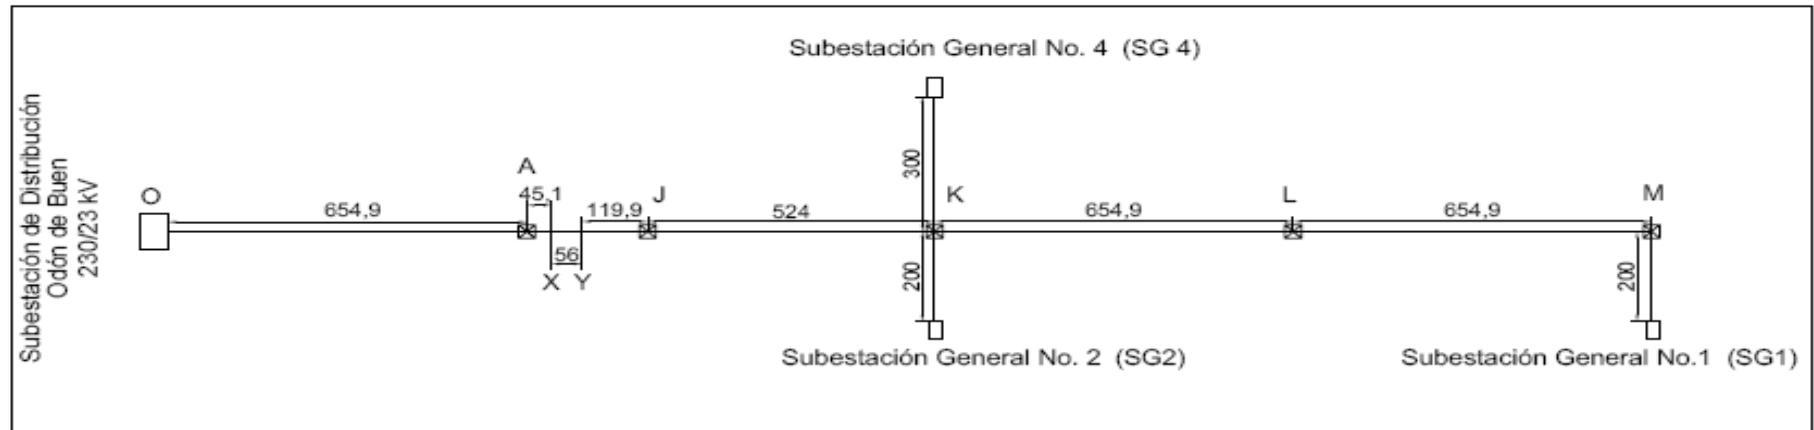 Subestación General No. 4  (SG 4)
Subestación de Distribución
Odón de Buen
230/23 kV
O
654,9
A
45,1
X
56
Y
119,9
J
524
300
K
200
654,9
L
654,9
M
200
Subestación General No. 2  (SG2)
Subestación General No.1  (SG1)